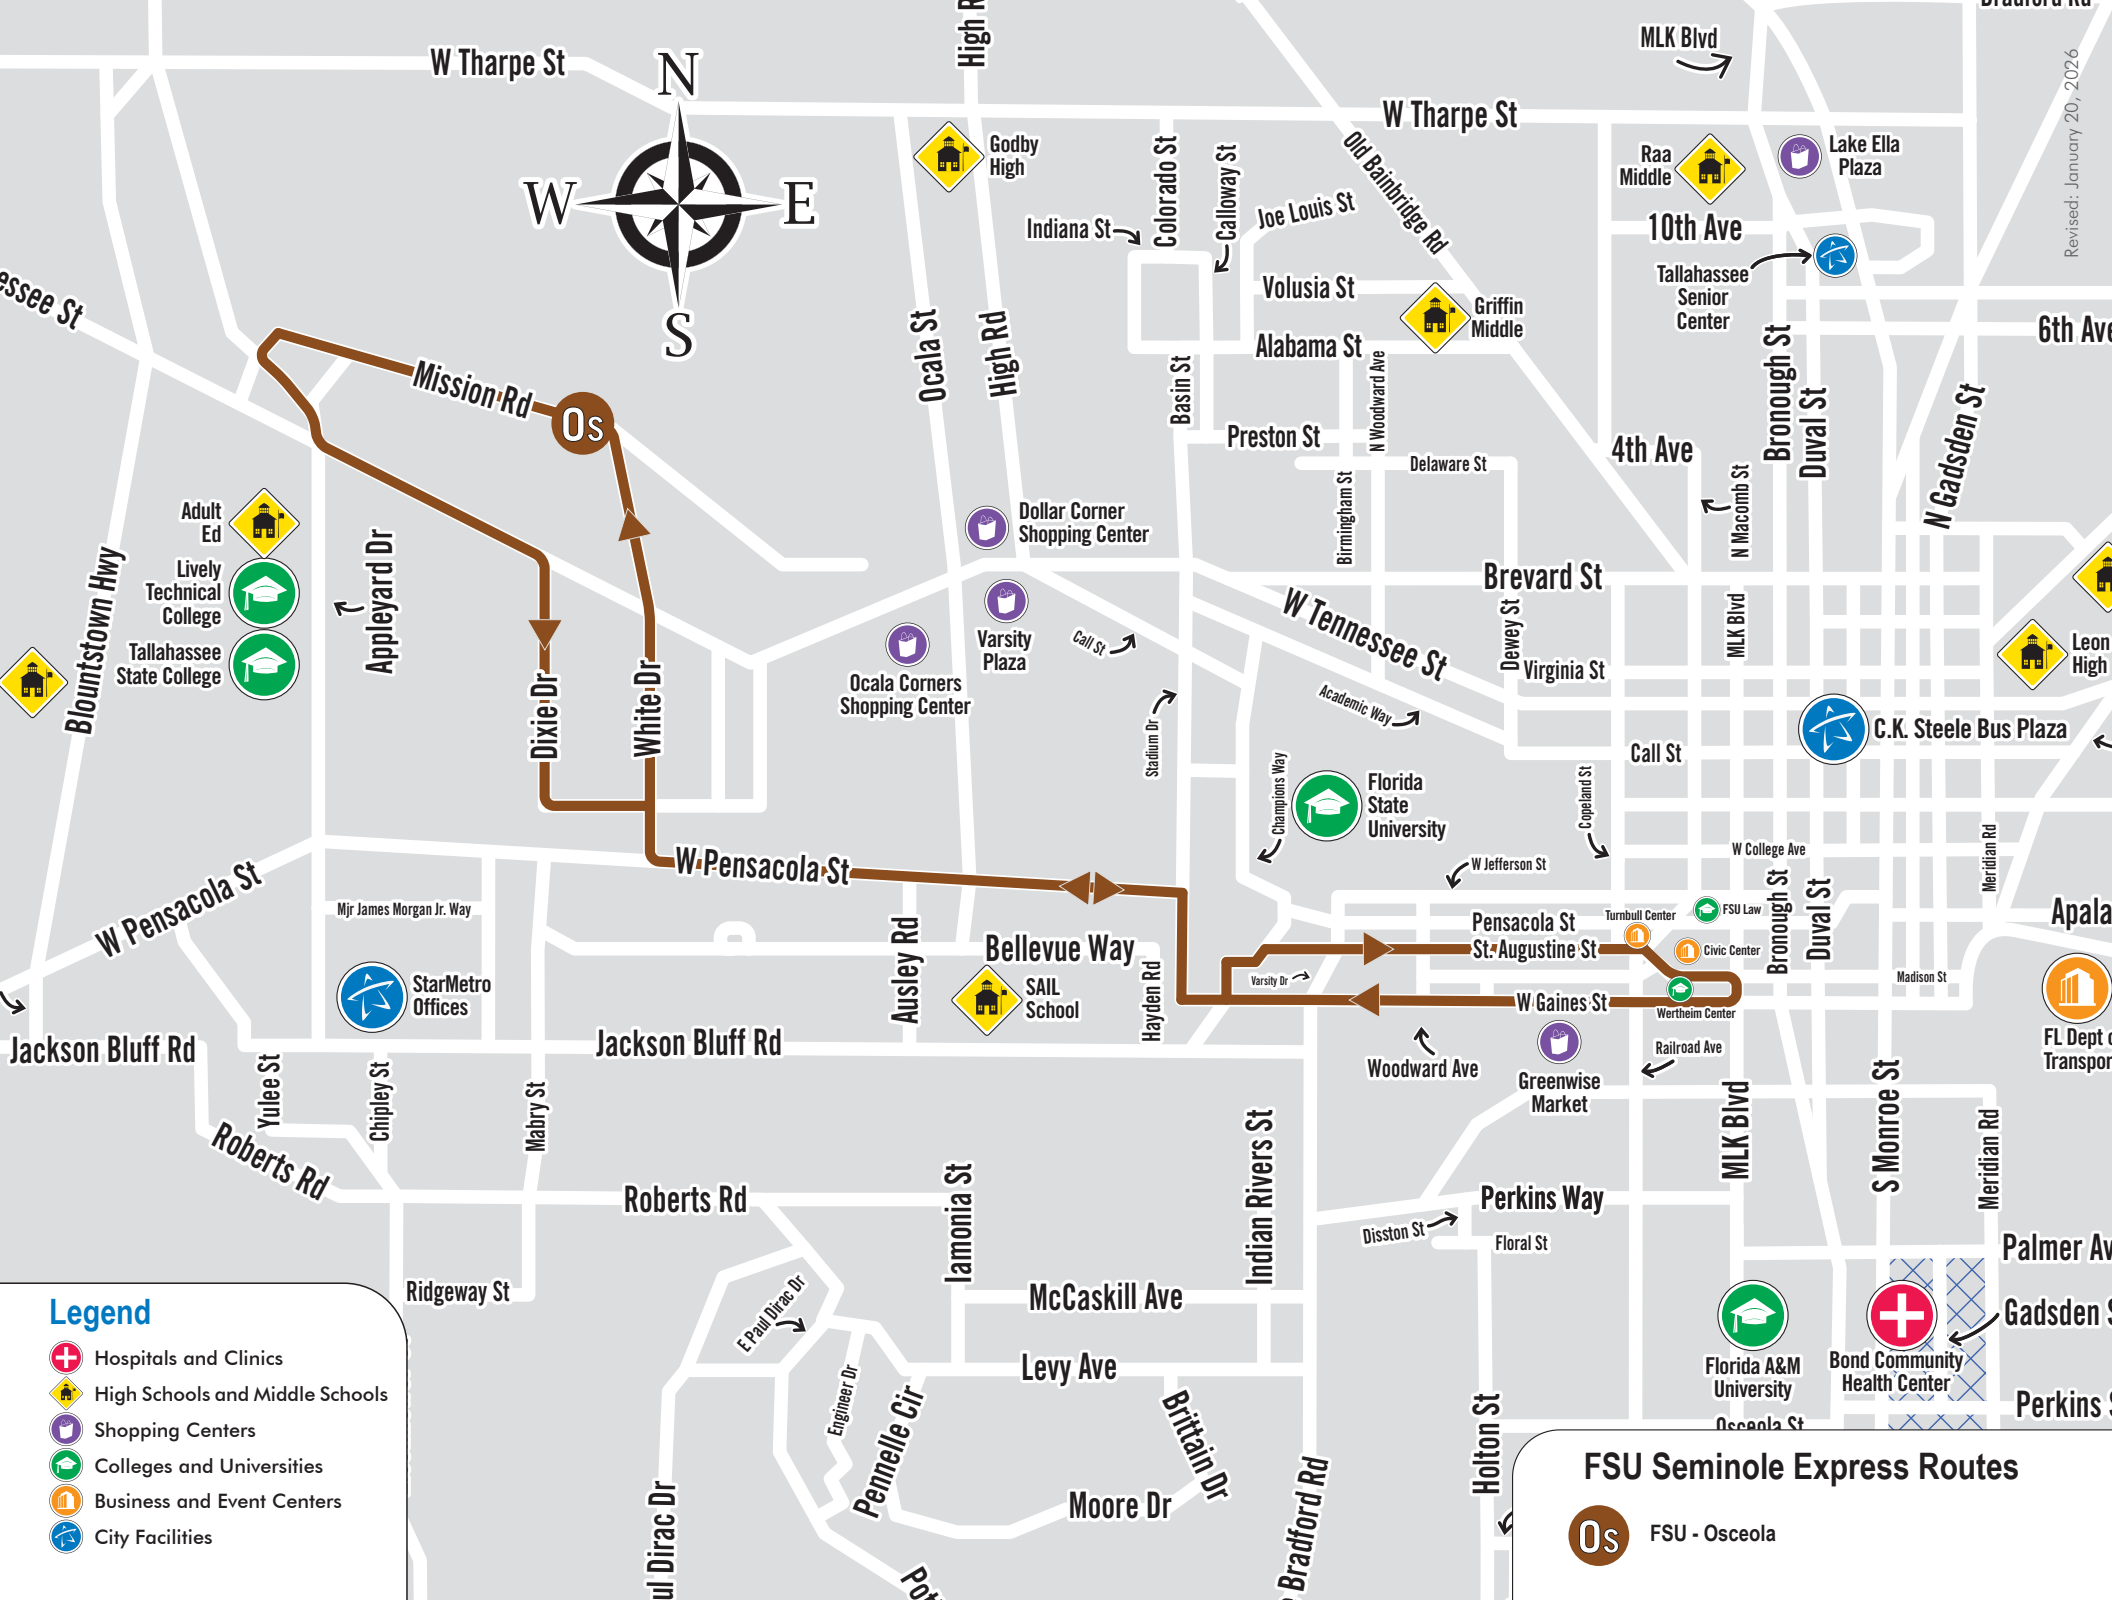 Bradford Rd
High R
MLK Blvd
W Tharpe St
N
W Tharpe St
Revised: January 20, 2026
Godby
High
Colorado St
Calloway St
Old Bainbridge Rd
Raa
Middle
Lake Ella
Plaza
W
E
Indiana St
Joe Louis St
10th Ave
Tallahassee
Senior
Center
essee St
Volusia St
Griffin
Middle
S
Ocala St
High Rd
Alabama St
6th Ave
Mission Rd
Os
Basin St
N Woodward Ave
Bronough St
Duval St
N Gadsden St
Preston St
4th Ave
Delaware St
Birmingham St
N Macomb St
Adult
Ed
Dollar Corner
Shopping Center
Lively
Technical
College
Blountstown Hwy
Appleyard Dr
Brevard St
W Tennessee St
Dewey St
MLK Blvd
Varsity
Plaza
Call St
Tallahassee
State College
Leon
High
Virginia St
Ocala Corners
Shopping Center
Dixie Dr
White Dr
Stadium Dr
Academic Way
C.K. Steele Bus Plaza
Call St
Champions Way
Florida
State
University
Copeland St
W College Ave
Meridian Rd
W Pensacola St
W Pensacola St
W Jefferson St
Mjr James Morgan Jr. Way
Pensacola St
Turnbull Center
FSU Law
Bronough St
Duval St
Apala
Ausley Rd
Bellevue Way
St. Augustine St
Civic Center
StarMetro
Offices
SAIL
School
Hayden Rd
Varsity Dr
Madison St
W Gaines St
Wertheim Center
Jackson Bluff Rd
Jackson Bluff Rd
FL Dept o
Transpor
Woodward Ave
Greenwise
Market
Railroad Ave
Yulee St
Chipley St
Mabry St
MLK Blvd
S Monroe St
Meridian Rd
Roberts Rd
Roberts Rd
Iamonia St
Indian Rivers St
Perkins Way
Disston St
Floral St
Palmer Av
Ridgeway St
McCaskill Ave
E Paul Dirac Dr
Gadsden S
Levy Ave
Florida A&M
University
Bond Community
Health Center
Engineer Dr
Pennelle Cir
Brittain Dr
Holton St
Perkins S
Osceola St
Moore Dr
ul Dirac Dr
Bradford Rd
Pot
Legend
Hospitals and Clinics
High Schools and Middle Schools
Shopping Centers
Colleges and Universities
Business and Event Centers
City Facilities
FSU Seminole Express Routes
Os
FSU - Osceola